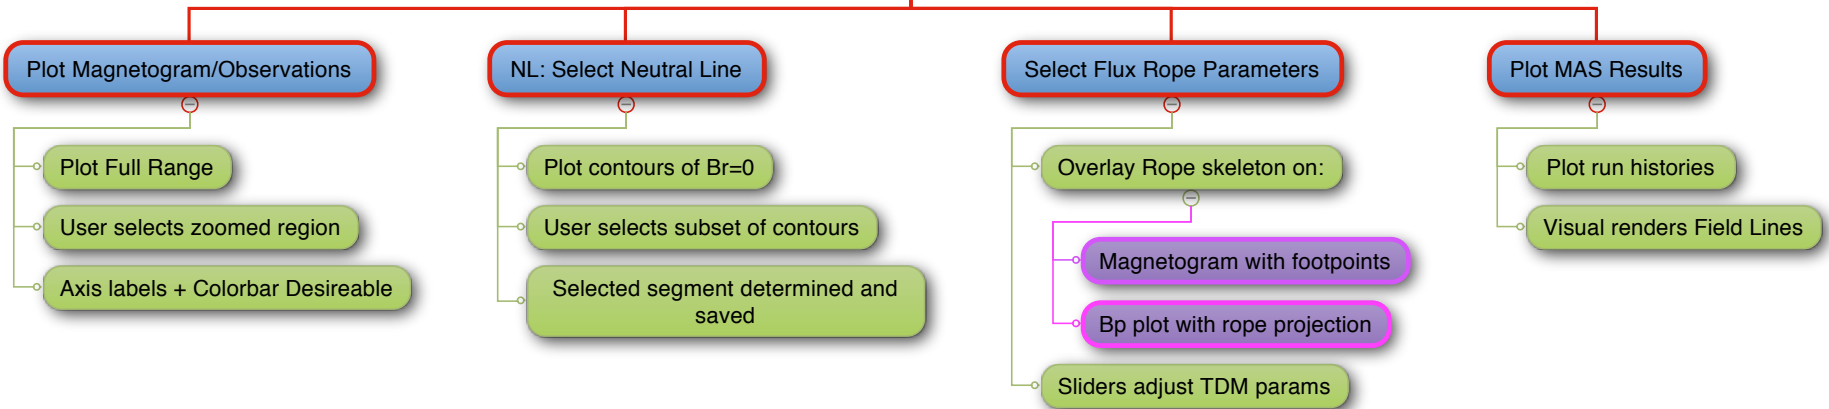 Plot Magnetogram/Observations
Plot Full Range
User selects zoomed region
Axis labels + Colorbar Desireable
NL: Select Neutral Line
Plot contours of Br=0
User selects subset of contours
Selected segment determined and
saved
Select Flux Rope Parameters
Overlay Rope skeleton on:
Magnetogram with footpoints
Bp plot with rope projection
Sliders adjust TDM params
Plot MAS Results
Plot run histories
Visual renders Field Lines